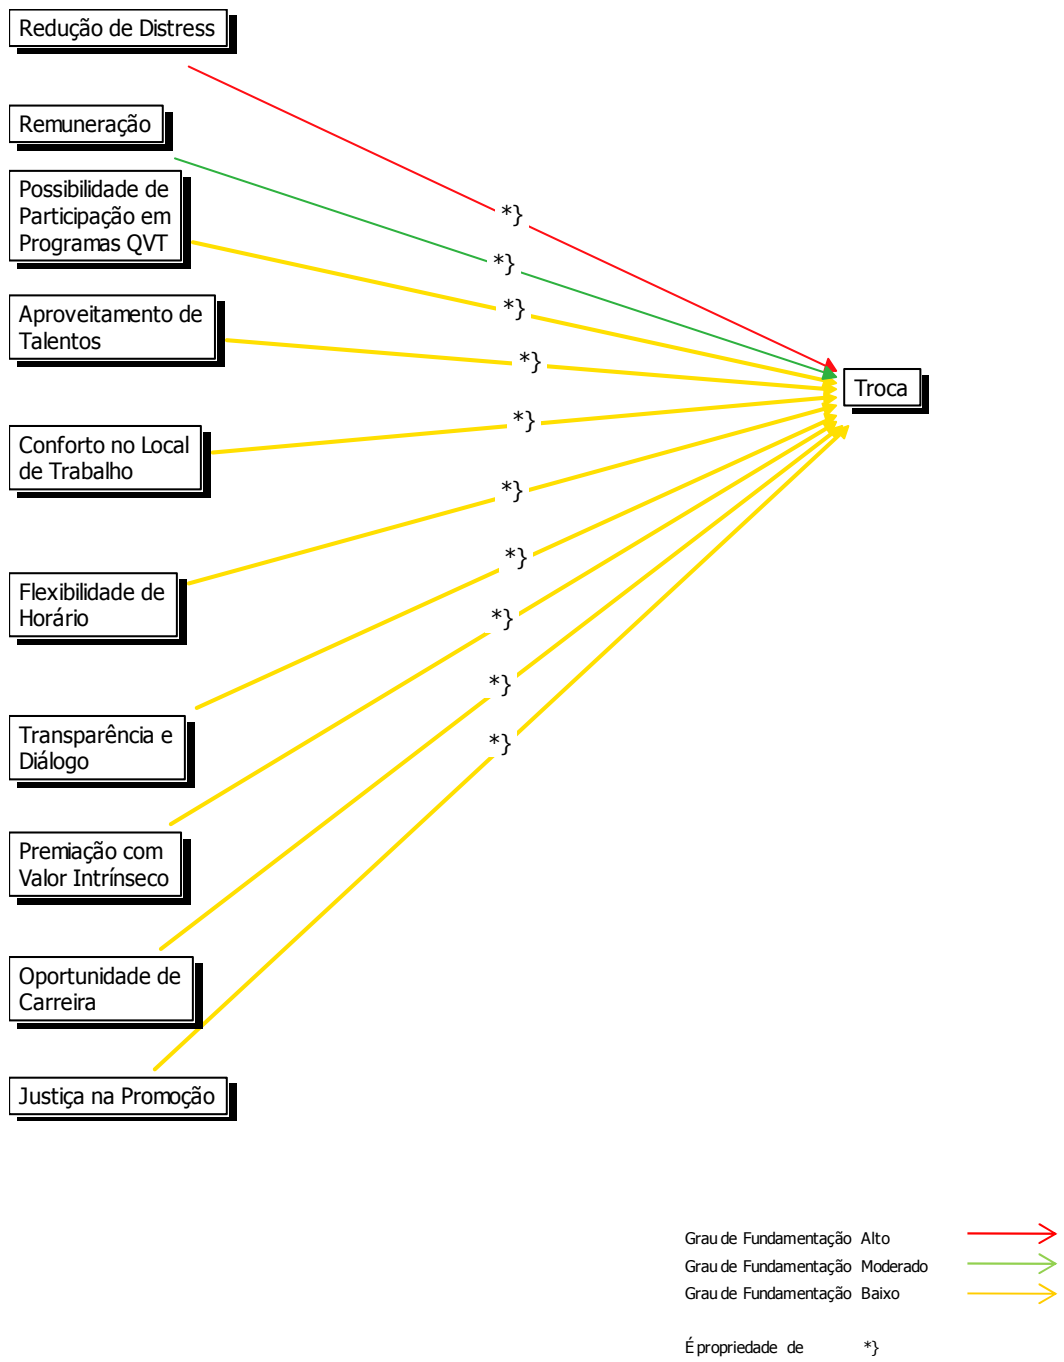 Redução de Distress
Remuneração
Possibilidade de
Participação em
Programas QVT
*}
*}
*}
Aproveitamento de
Talentos
*}
Troca
Conforto no Local
de Trabalho
*}
*}
Flexibilidade de
Horário
*}
*}
Transparência e
Diálogo
*}
*}
Premiação com
Valor Intrínseco
Oportunidade de
Carreira
Justiça na Promoção
Grau de Fundamentação Alto
Grau de Fundamentação Moderado
Grau de Fundamentação Baixo
É propriedade de *}